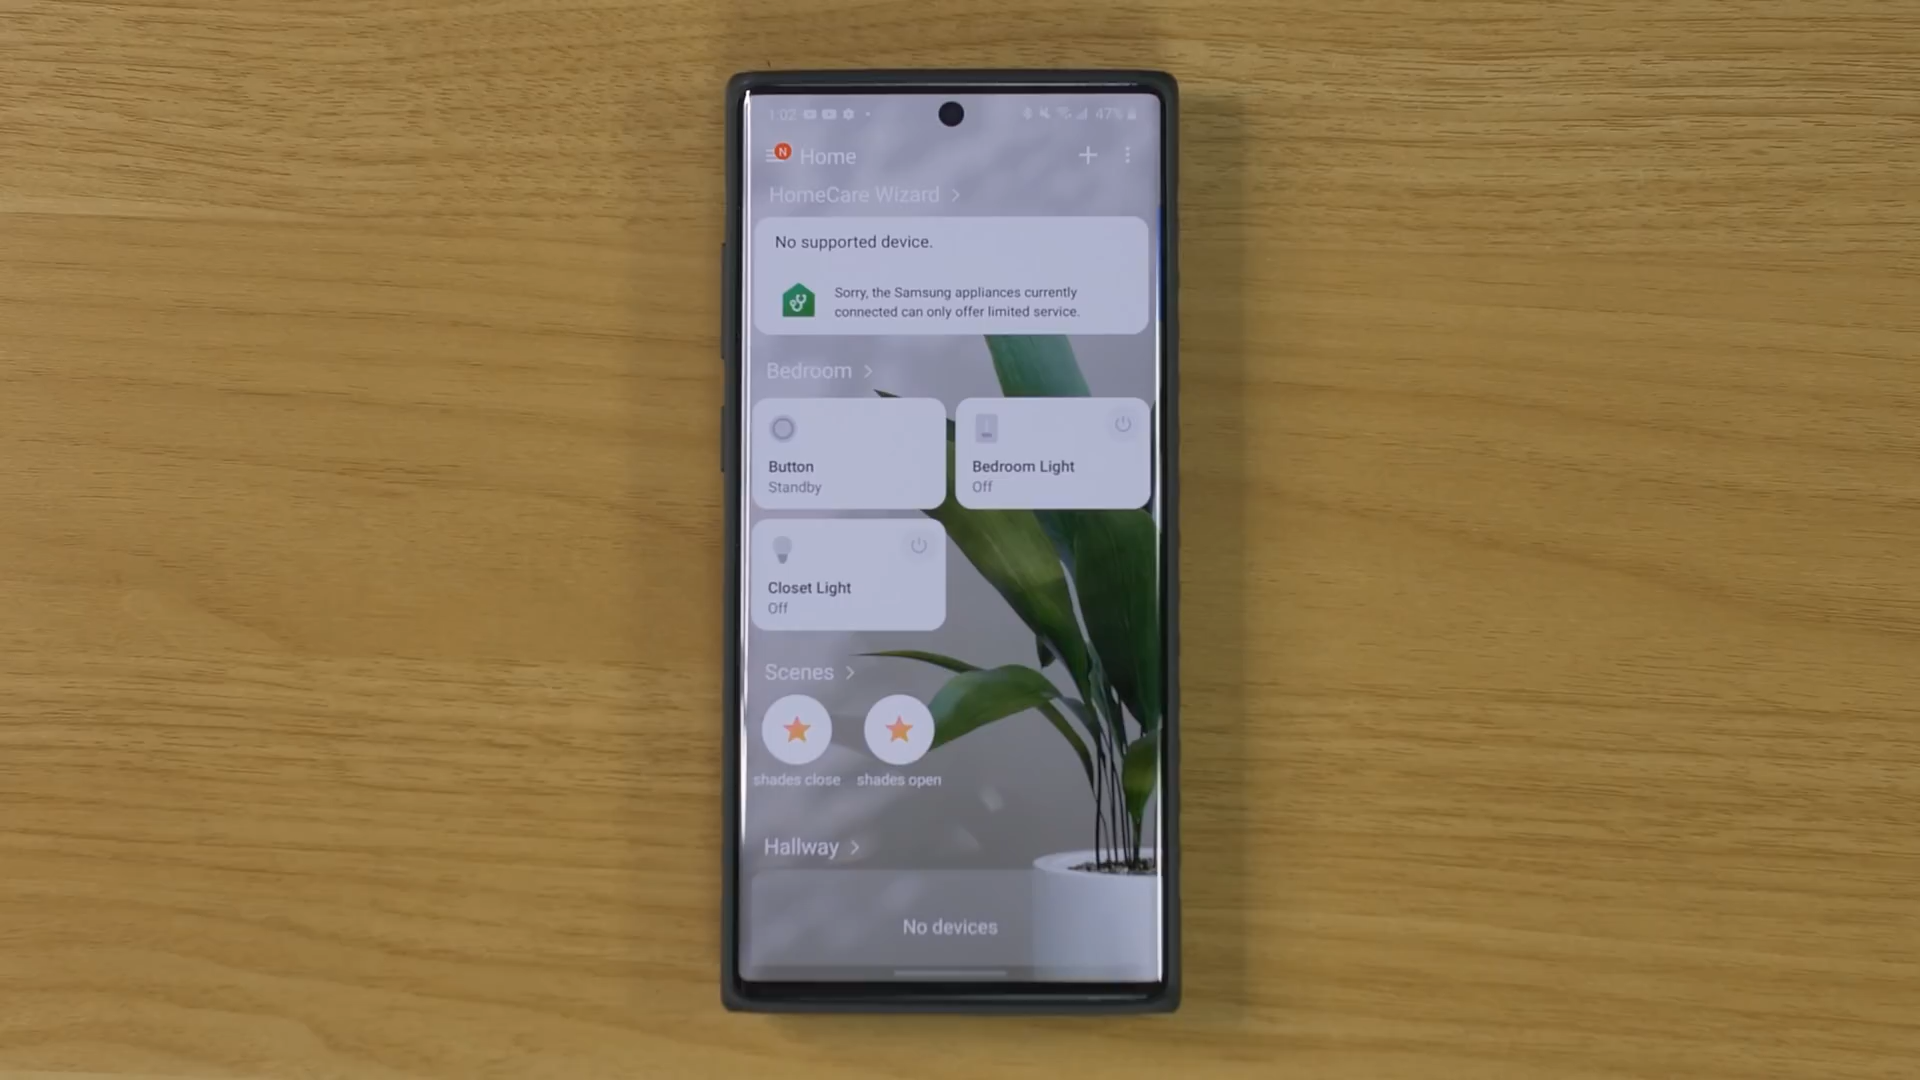 1:02
47%
N
Home
HomeCare Wizard
No supported device.
Sorry, the Samsung appliances currently
connected can only offer limited service.
Bedroom
Button
Standby
Bedroom Light
Off
Closet Light
Off
Scenes
shades close
shades open
Hallway
No devices